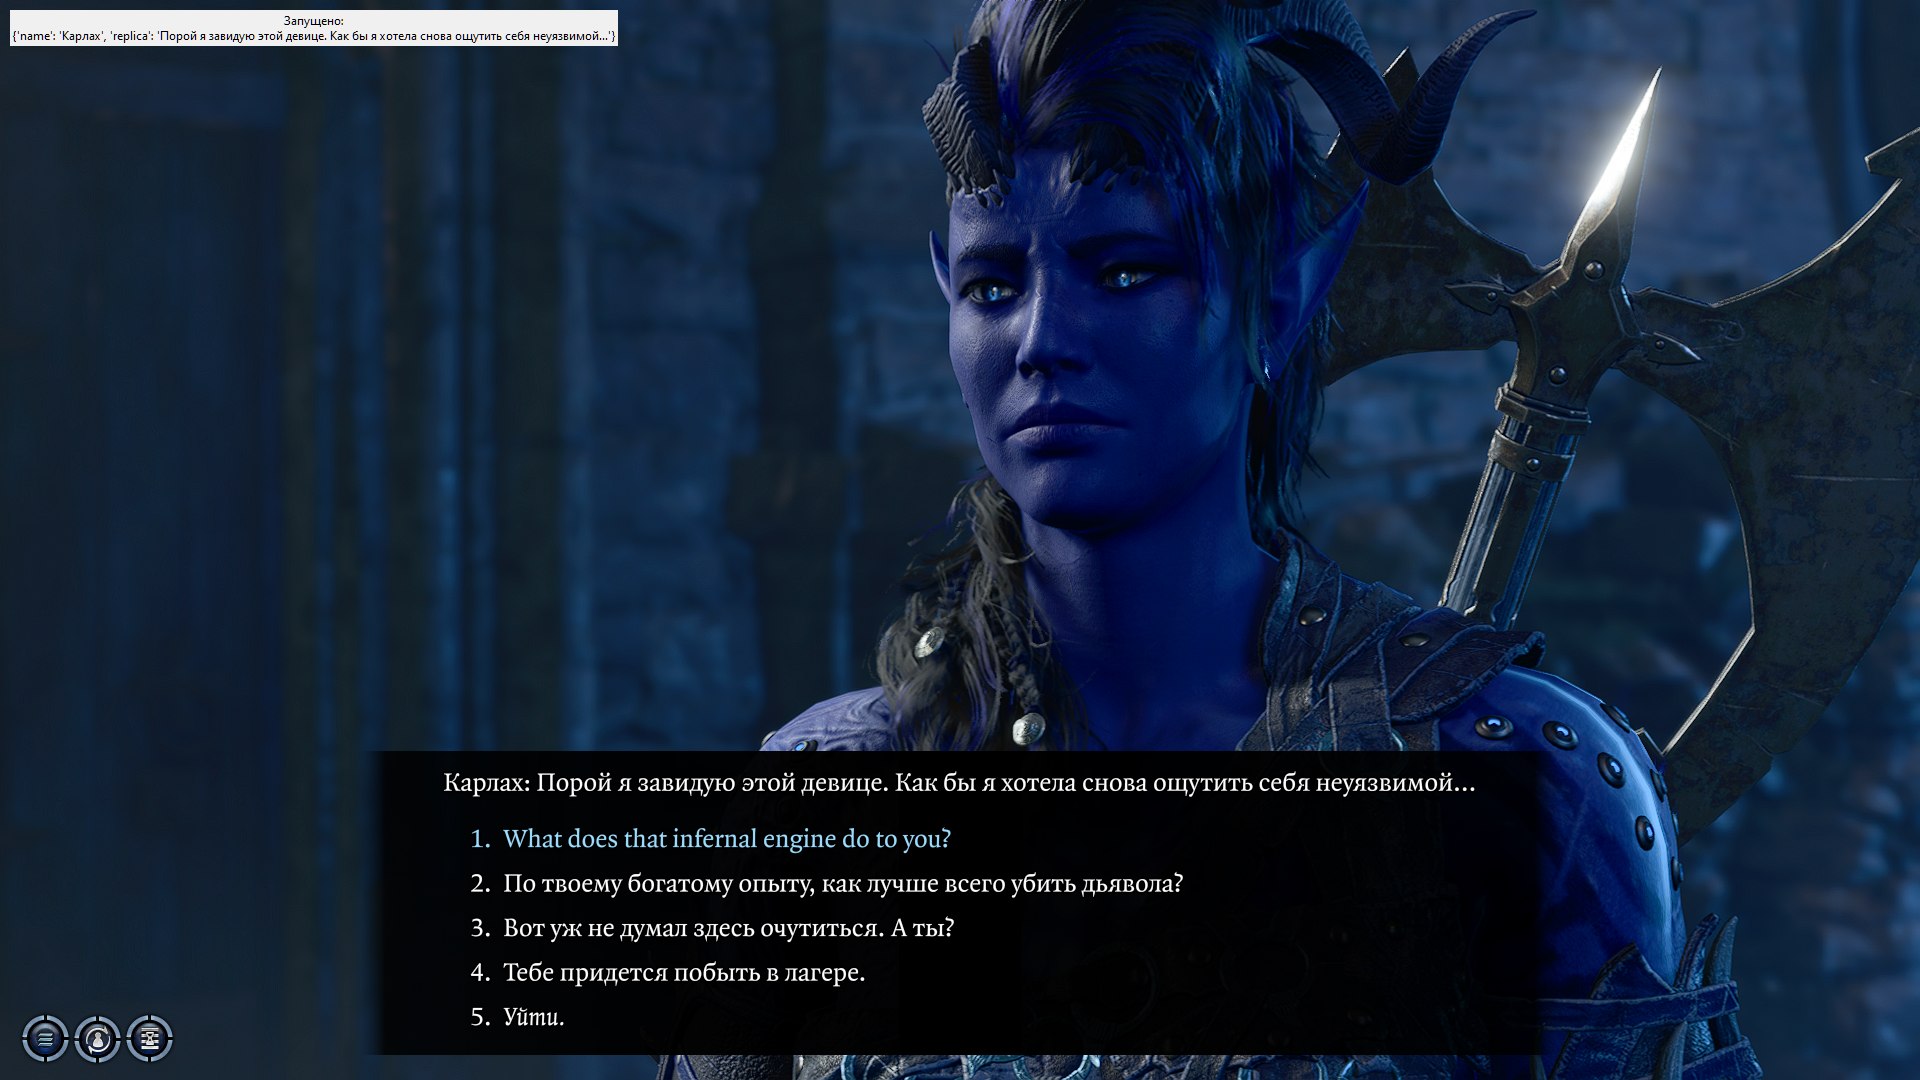 Запущено:
{'name': 'Карлах', 'replica': 'Порой я завидую этой девице. Как бы я хотела снова ощутить себя неуязвимой...'}
Карлах: Порой я завидую этой девице. Как бы я хотела снова ощутить себя неуязвимой...
1. What does that infernal engine do to you?
2. По твоему богатому опыту, как лучше всего убить дьявола?
3. Вот уж не думал здесь очутиться. А ты?
4. Тебе придется побыть в лагере.
5. Уйти.